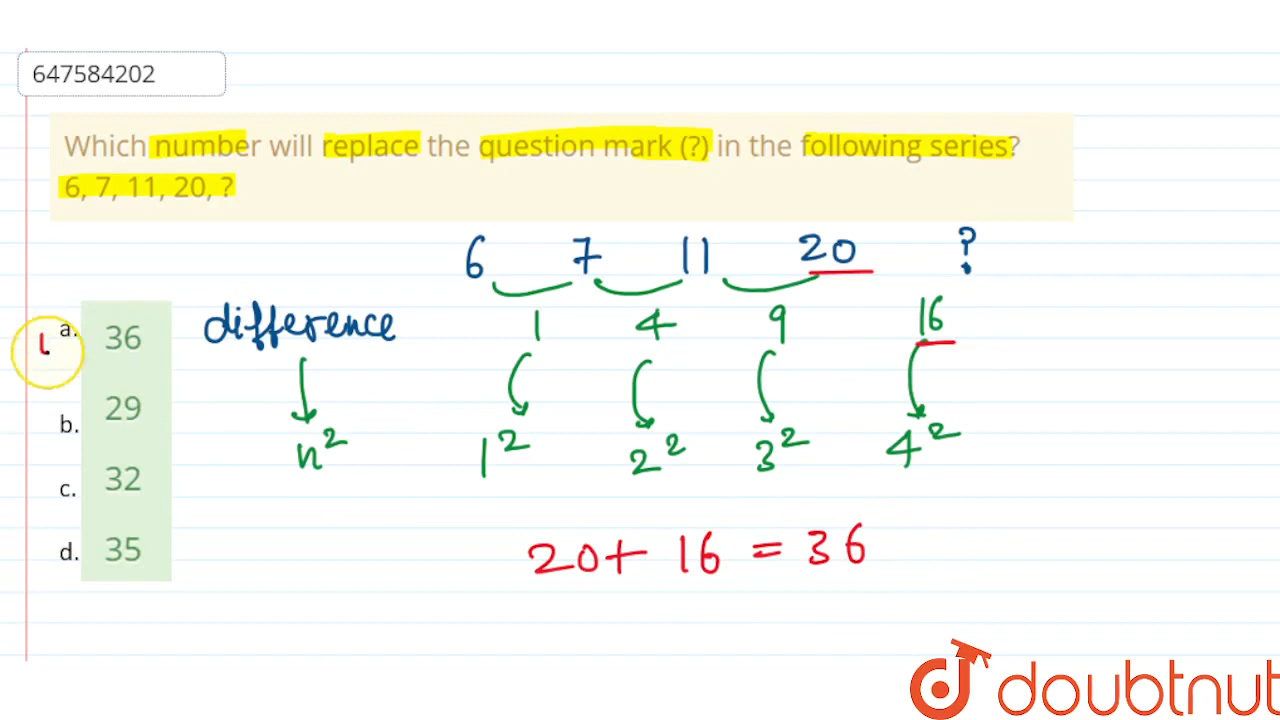 647584202
Which number will replace the question mark (?) in the following series?
6, 7, 11, 20, ?
6 7 11 20 ?
difference 1 4 9 16
n² 1² 2² 3² 4²
a. 36
b. 29
c. 32
d. 35
20+ 16 = 36
doubtnut